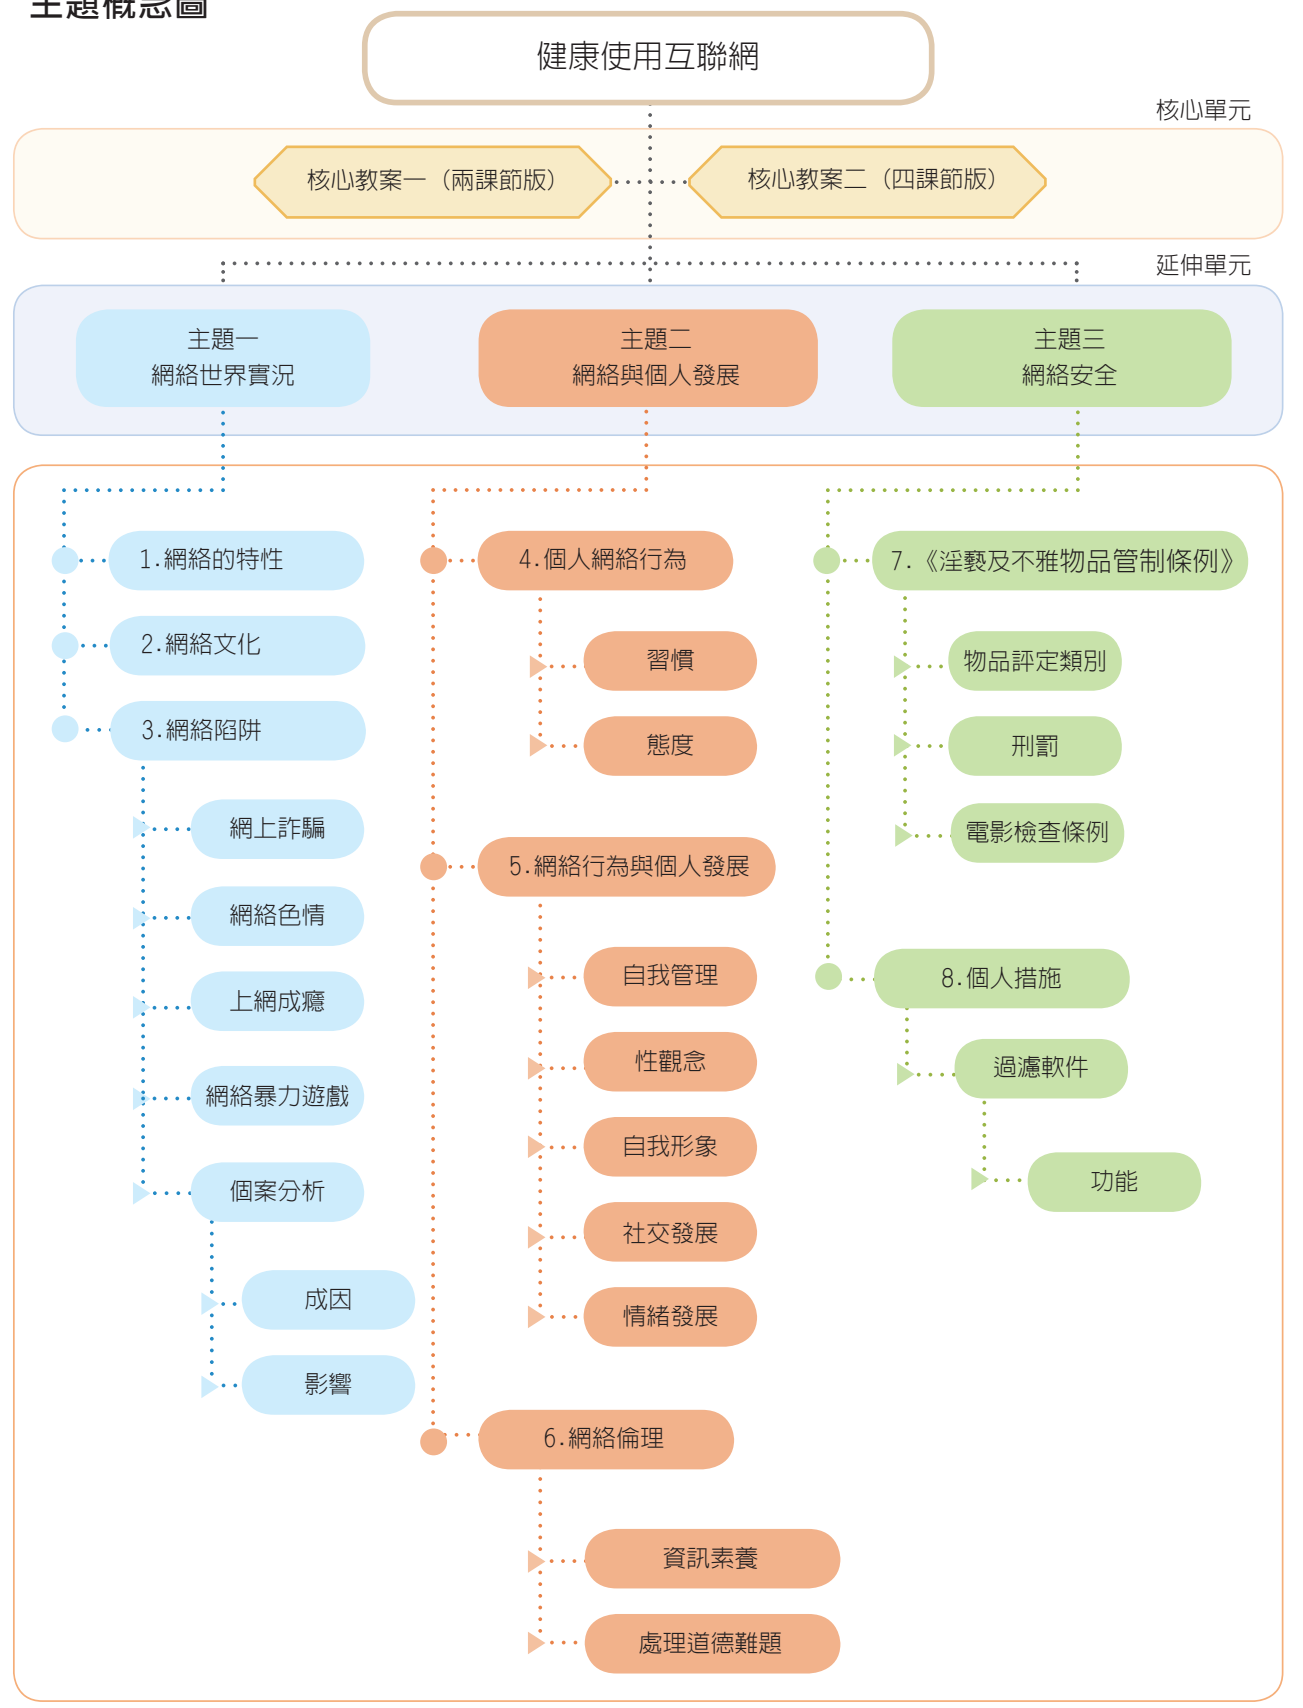 主題概念圖
健康使用互聯網
核心單元
核心教案一（兩課節版）
核心教案二（四課節版）
延伸單元
主題一
網絡世界實況
主題二
網絡與個人發展
主題三
網絡安全
1.網絡的特性
2.網絡文化
3.網絡陷阱
網上詐騙
網絡色情
上網成癮
網絡暴力遊戲
個案分析
成因
影響
4.個人網絡行為
習慣
態度
5.網絡行為與個人發展
自我管理
性觀念
自我形象
社交發展
情緒發展
6.網絡倫理
資訊素養
處理道德難題
7.《淫褻及不雅物品管制條例》
物品評定類別
刑罰
電影檢查條例
8.個人措施
過濾軟件
功能